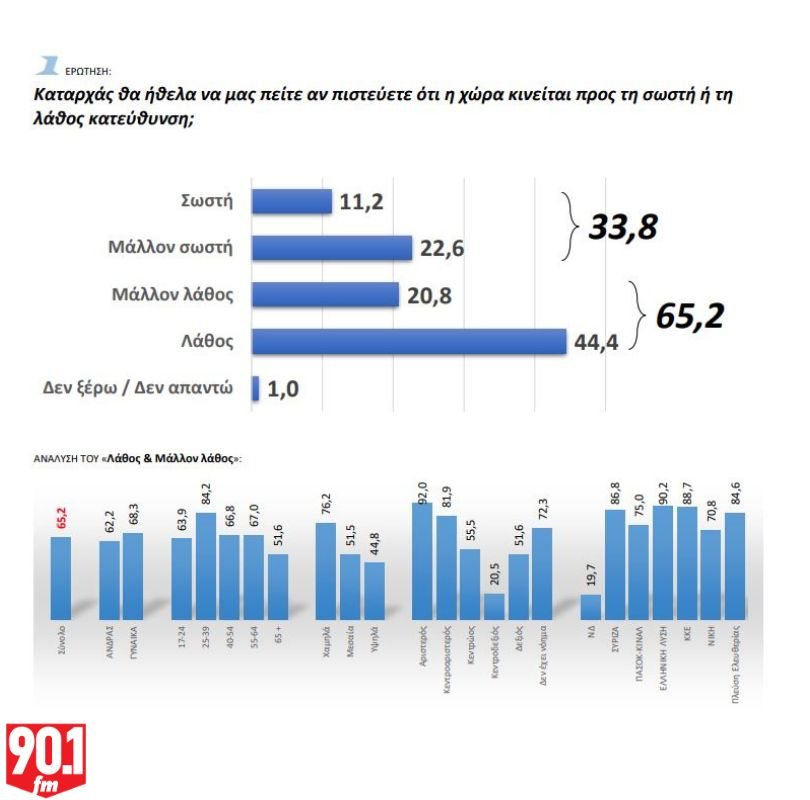 1 ΕΡΩΤΗΣΗ:
Καταρχάς θα ήθελα να μας πείτε αν πιστεύετε ότι η χώρα κινείται προς τη σωστή ή τη
λάθος κατεύθυνση;
Σωστή 11,2
Μάλλον σωστή 22,6
33,8
Μάλλον λάθος 20,8
65,2
Λάθος 44,4
Δεν ξέρω / Δεν απαντώ 1,0
ΑΝΑΛΥΣΗ ΤΟΥ «Λάθος & Μάλλον λάθος»:
65,2 62,2 68,3 63,9 84,2 66,8 67,0 51,6 76,2 51,5 44,8 92,0 81,9 55,5 20,5 51,6 72,3 19,7 86,8 75,0 90,2 88,7 70,8 84,6
Σύνολο ΑΝΔΡΑΣ ΓΥΝΑΙΚΑ 17-24 25-39 40-54 55-64 65 + Χαμηλά Μεσαία Υψηλά Αριστερός Κεντροαριστερός Κεντρώος Κεντροδεξιός Δεξιός Δεν έχει νόημα ΝΔ ΣΥΡΙΖΑ ΠΑΣΟΚ-ΚΙΝΑΛ ΕΛΛΗΝΙΚΗ ΛΥΣΗ ΚΚΕ ΝΙΚΗ Πλεύση Ελευθερίας
90.1
fm